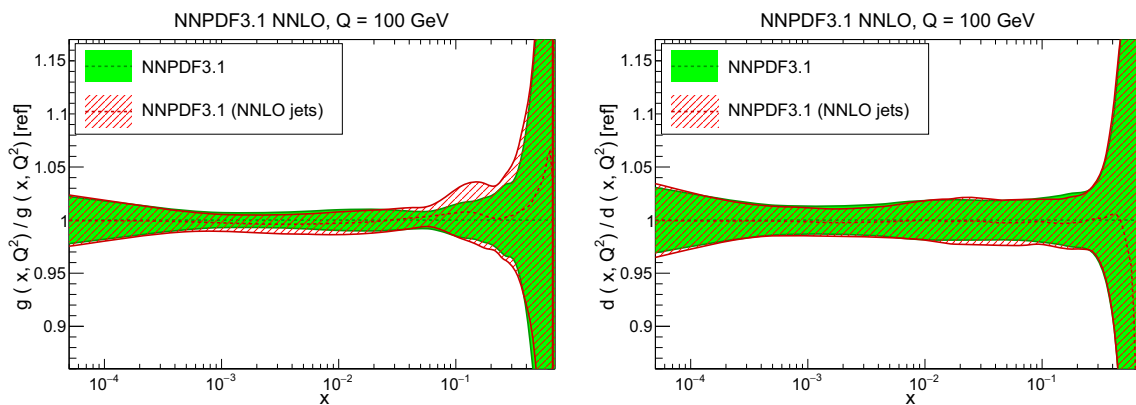 NNPDF3.1 NNLO, Q = 100 GeV
g ( x, Q²) / g ( x, Q²) [ref]
1.15
1.1
1.05
1
0.95
0.9
NNPDF3.1
NNPDF3.1 (NNLO jets)
10⁻⁴ 10⁻³ 10⁻² 10⁻¹
x
NNPDF3.1 NNLO, Q = 100 GeV
d ( x, Q²) / d ( x, Q²) [ref]
1.15
1.1
1.05
1
0.95
0.9
NNPDF3.1
NNPDF3.1 (NNLO jets)
10⁻⁴ 10⁻³ 10⁻² 10⁻¹
x